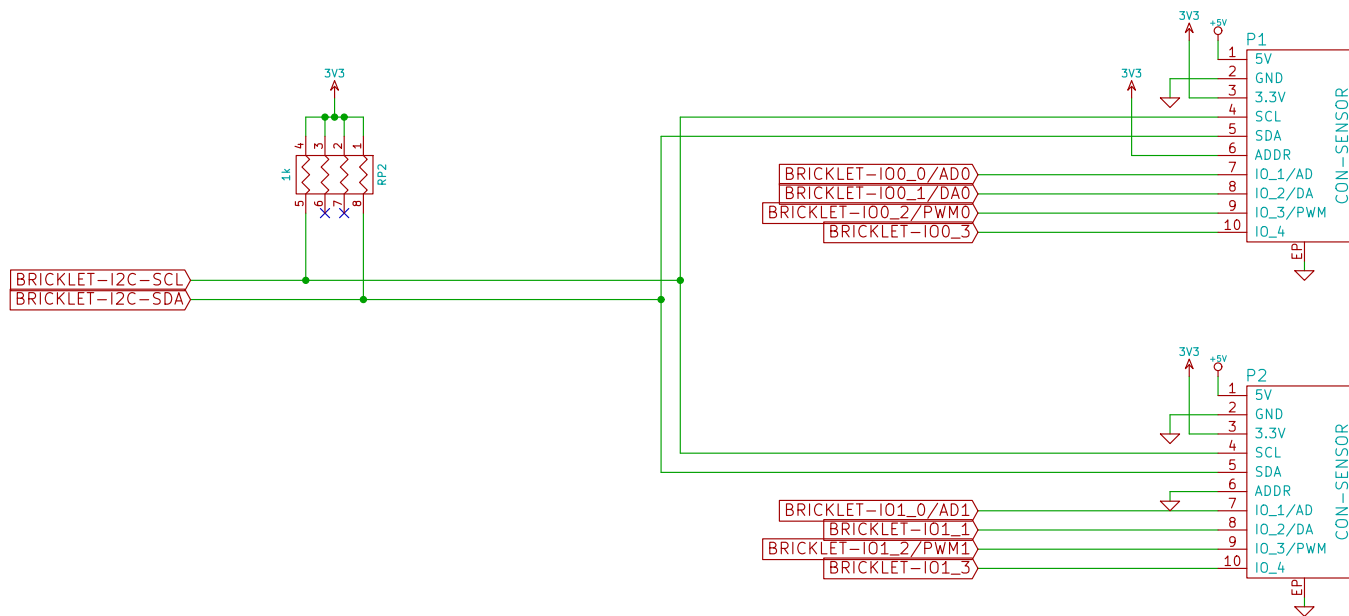 3V3
4 3 2 1
1k
RP2
5 6 7 8
BRICKLET-I2C-SCL
BRICKLET-I2C-SDA
3V3
3V3
+5V
P1
1 5V
2 GND
3 3.3V
4 SCL
5 SDA
6 ADDR
BRICKLET-IO0_0/AD0 7 IO_1/AD
BRICKLET-IO0_1/DA0 8 IO_2/DA
BRICKLET-IO0_2/PWM0 9 IO_3/PWM
BRICKLET-IO0_3 10 IO_4
CON-SENSOR
EP
3V3
+5V
P2
1 5V
2 GND
3 3.3V
4 SCL
5 SDA
6 ADDR
BRICKLET-IO1_0/AD1 7 IO_1/AD
BRICKLET-IO1_1 8 IO_2/DA
BRICKLET-IO1_2/PWM1 9 IO_3/PWM
BRICKLET-IO1_3 10 IO_4
CON-SENSOR
EP